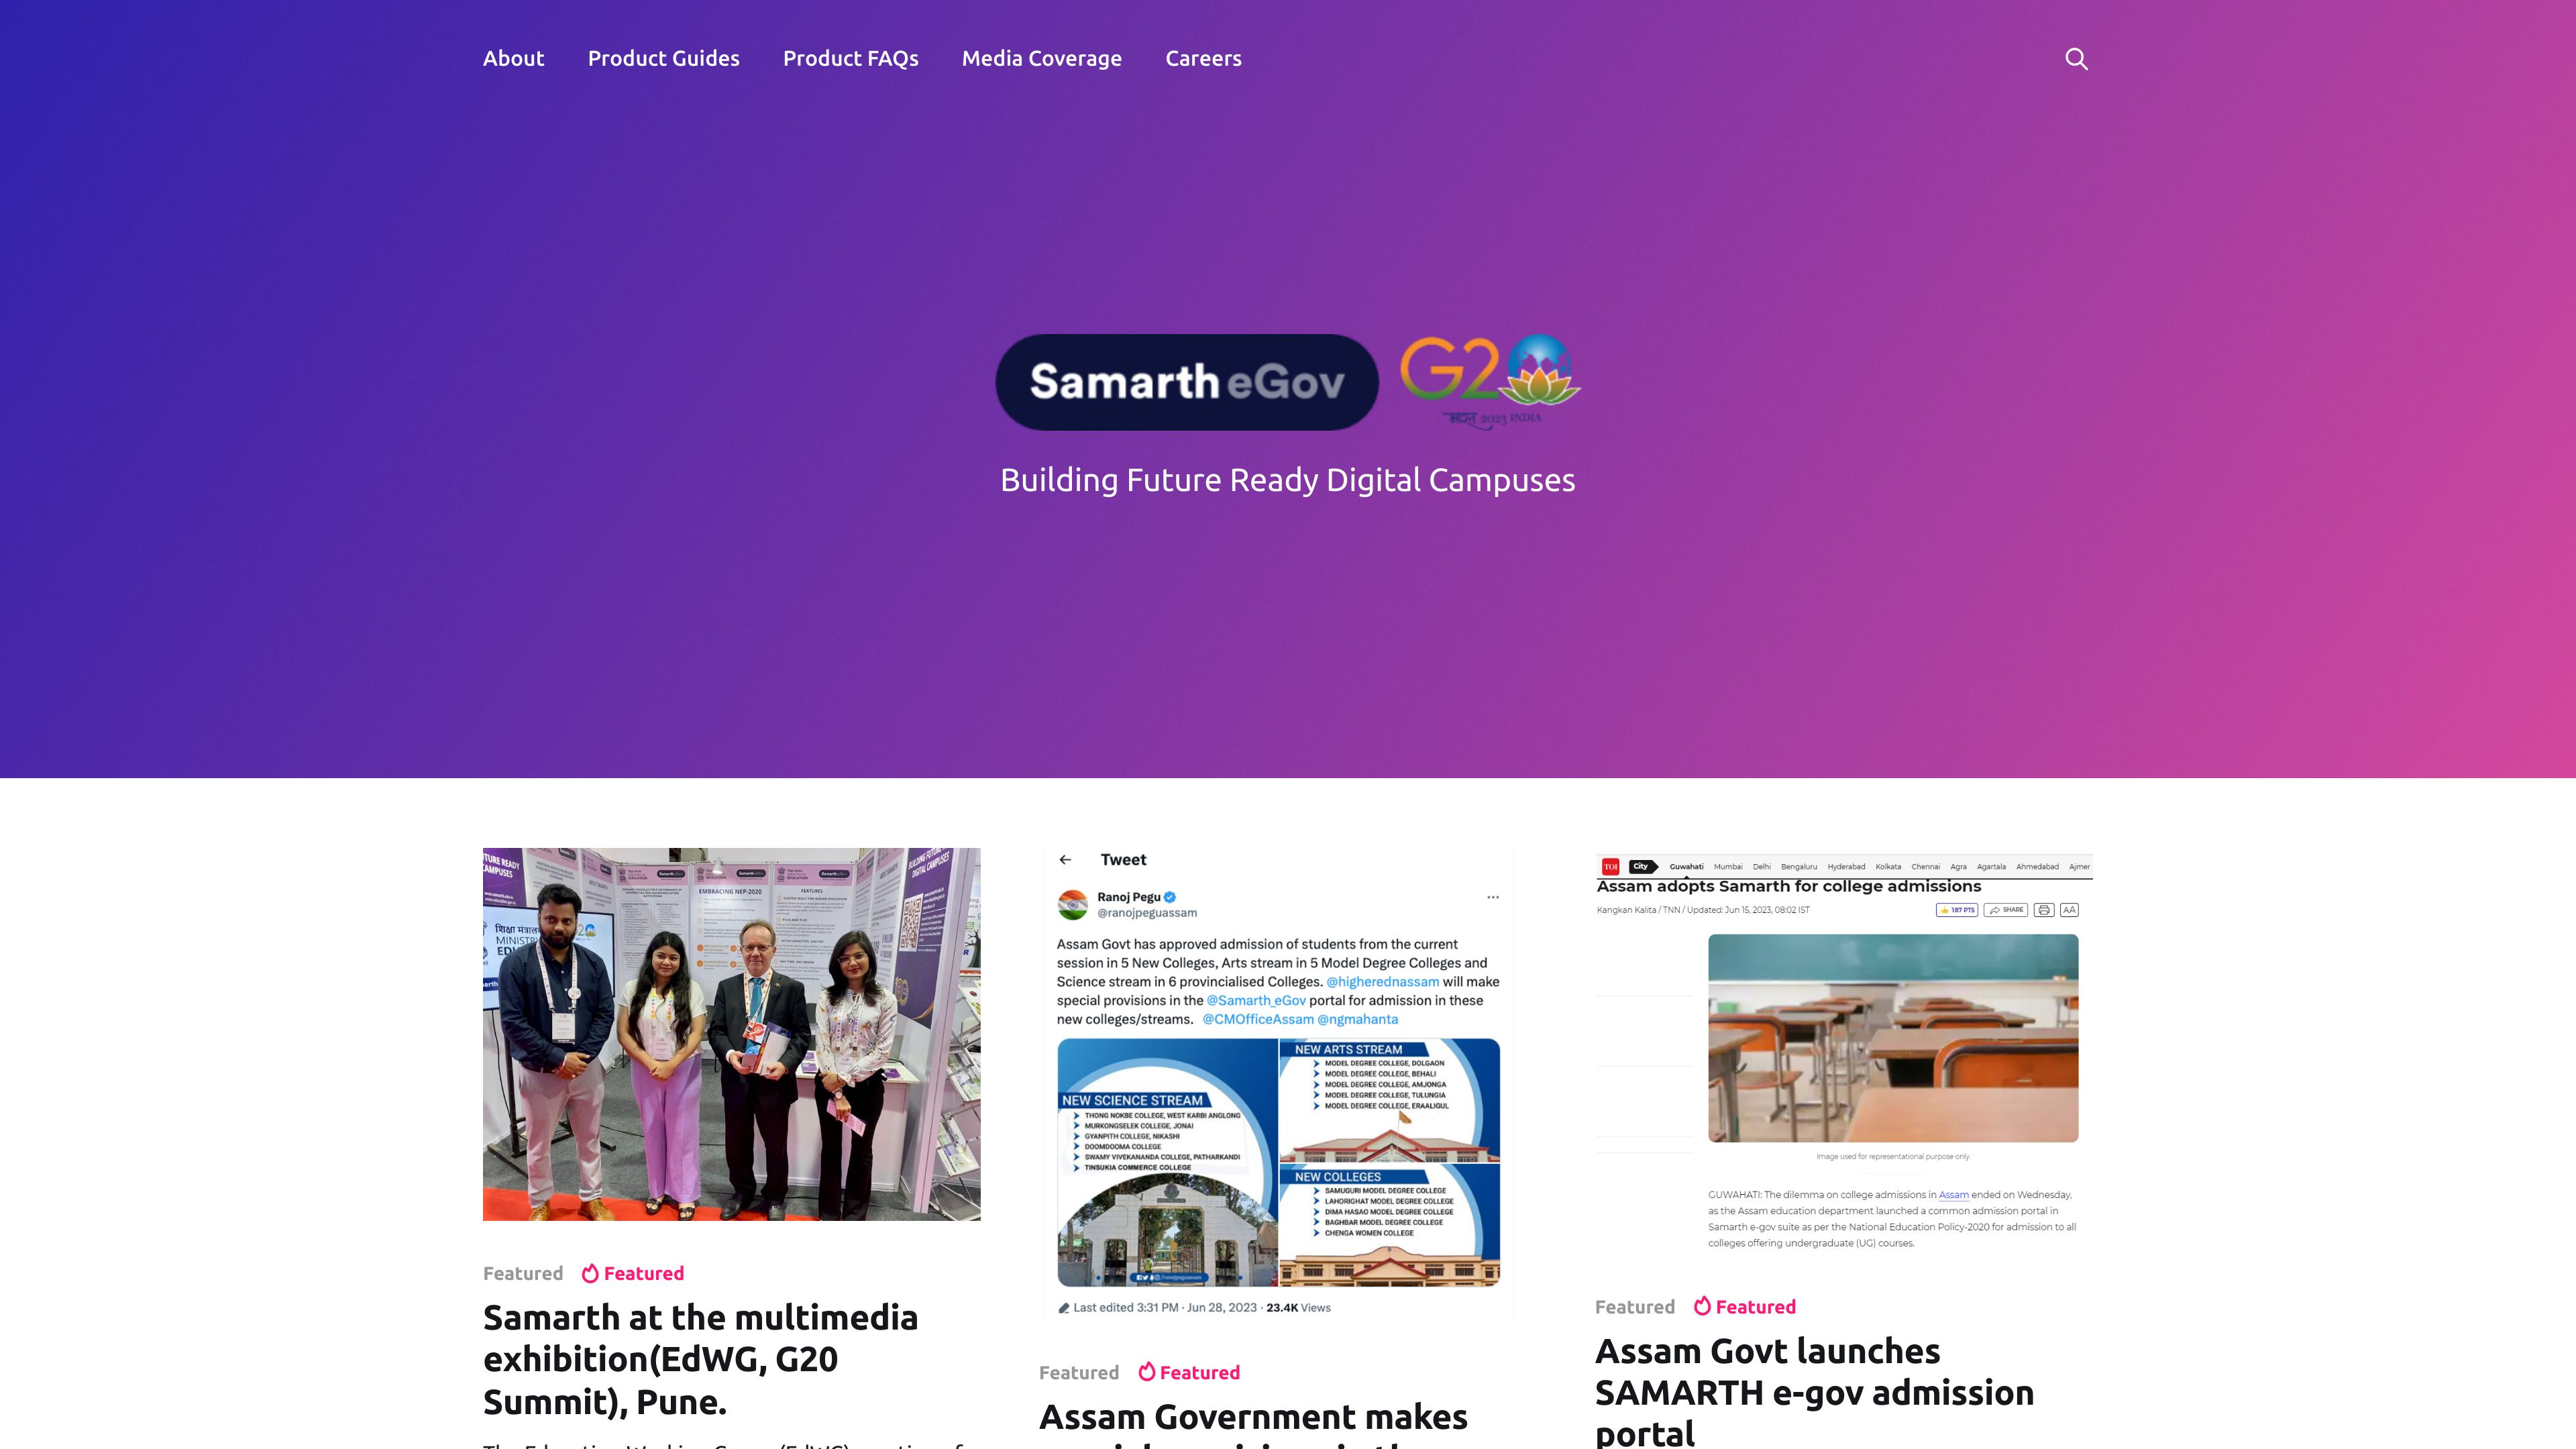 About Product Guides Product FAQs Media Coverage Careers
Samarth eGov
G20
भारत 2023 INDIA
Building Future Ready Digital Campuses
EMBRACING NEP-2020
FEATURES
Featured Featured
Samarth at the multimedia
exhibition(EdWG, G20
Summit), Pune.
Tweet
Ranoj Pegu
@ranojpeguassam
Assam Govt has approved admission of students from the current
session in 5 New Colleges, Arts stream in 5 Model Degree Colleges and
Science stream in 6 provincialised Colleges. @higherednassam will make
special provisions in the @Samarth_eGov portal for admission in these
new colleges/streams. @CMOfficeAssam @ngmahanta
NEW SCIENCE STREAM
THONG NOKBE COLLEGE, WEST KARBI ANGLONG
MURKONGSELEK COLLEGE, JONAI
GYANPITH COLLEGE, NIKASHI
DOOMDOOMA COLLEGE
SWAMY VIVEKANANDA COLLEGE, PATHARKANDI
TINSUKIA COMMERCE COLLEGE
NEW ARTS STREAM
MODEL DEGREE COLLEGE, DOLGAON
MODEL DEGREE COLLEGE, BEHALI
MODEL DEGREE COLLEGE, AMJONGA
MODEL DEGREE COLLEGE, TULUNGIA
MODEL DEGREE COLLEGE, ERAALIGUL
NEW COLLEGES
SAMUGURI MODEL DEGREE COLLEGE
LAHORIGHAT MODEL DEGREE COLLEGE
DIMA HASAO MODEL DEGREE COLLEGE
BAGHBAR MODEL DEGREE COLLEGE
CHENGA WOMEN COLLEGE
/ranojpeguassam
Last edited 3:31 PM · Jun 28, 2023 · 23.4K Views
Featured Featured
Assam Government makes
TOI City Guwahati Mumbai Delhi Bengaluru Hyderabad Kolkata Chennai Agra Agartala Ahmedabad Ajmer
Assam adopts Samarth for college admissions
Kangkan Kalita / TNN / Updated: Jun 15, 2023, 08:02 IST
187 PTS SHARE AA
Image used for representational purpose only.
GUWAHATI: The dilemma on college admissions in Assam ended on Wednesday,
as the Assam education department launched a common admission portal in
Samarth e-gov suite as per the National Education Policy-2020 for admission to all
colleges offering undergraduate (UG) courses.
Featured Featured
Assam Govt launches
SAMARTH e-gov admission
portal